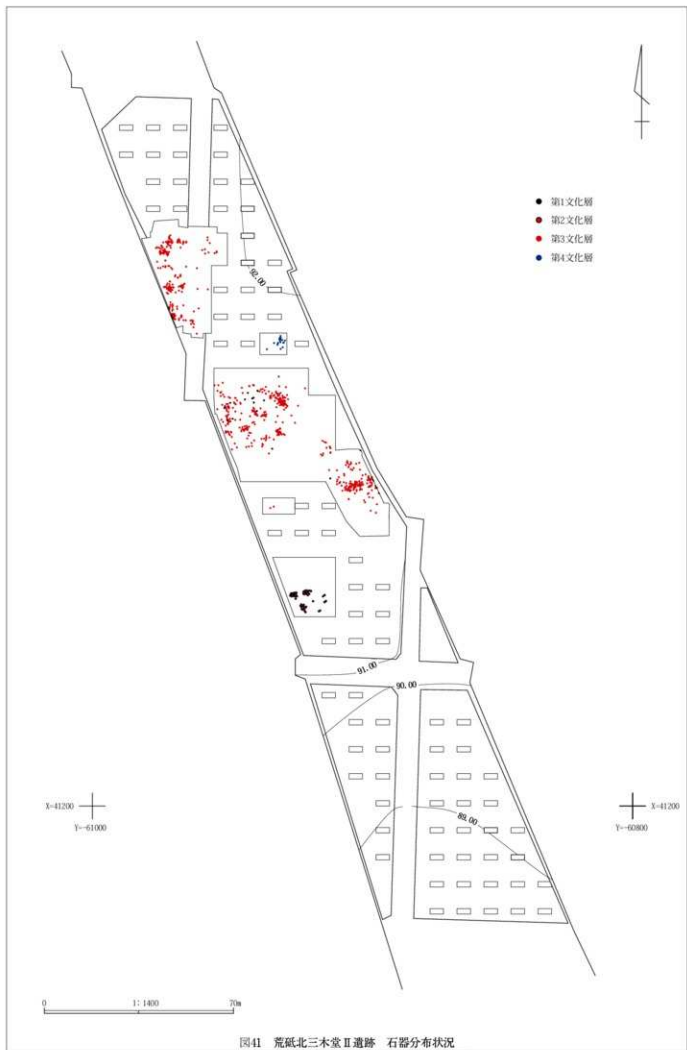 第1文化層
第2文化層
第3文化層
第4文化層
92.00
91.00
90.00
X=41200
Y=-61000
X=41200
Y=-60800
89.00
0
1:1400
70m
図41 荒砥北三木堂Ⅱ遺跡 石器分布状況